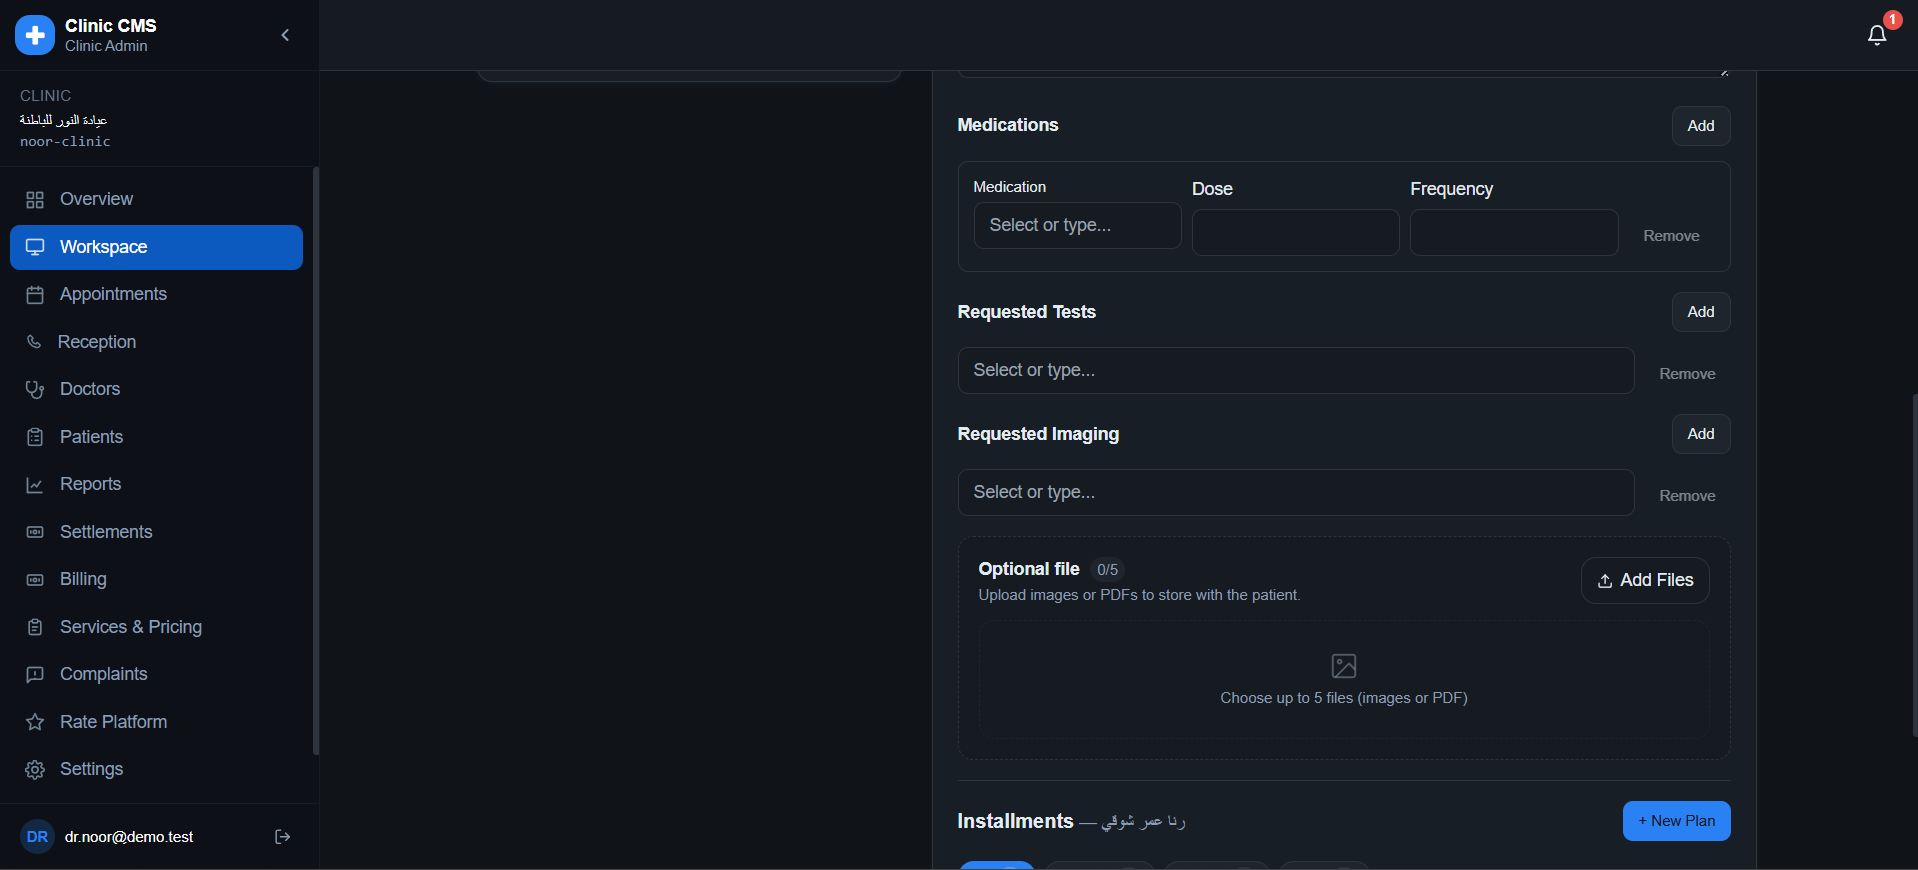 Clinic CMS
Clinic Admin
1
CLINIC
عيادة النور للباطنة
noor-clinic
Overview
Workspace
Appointments
Reception
Doctors
Patients
Reports
Settlements
Billing
Services & Pricing
Complaints
Rate Platform
Settings
DR
dr.noor@demo.test
Medications
Add
Medication
Dose
Frequency
Select or type...
Remove
Requested Tests
Add
Select or type...
Remove
Requested Imaging
Add
Select or type...
Remove
Optional file 0/5
Upload images or PDFs to store with the patient.
Add Files
Choose up to 5 files (images or PDF)
Installments — رنا عمر شوقي
+ New Plan